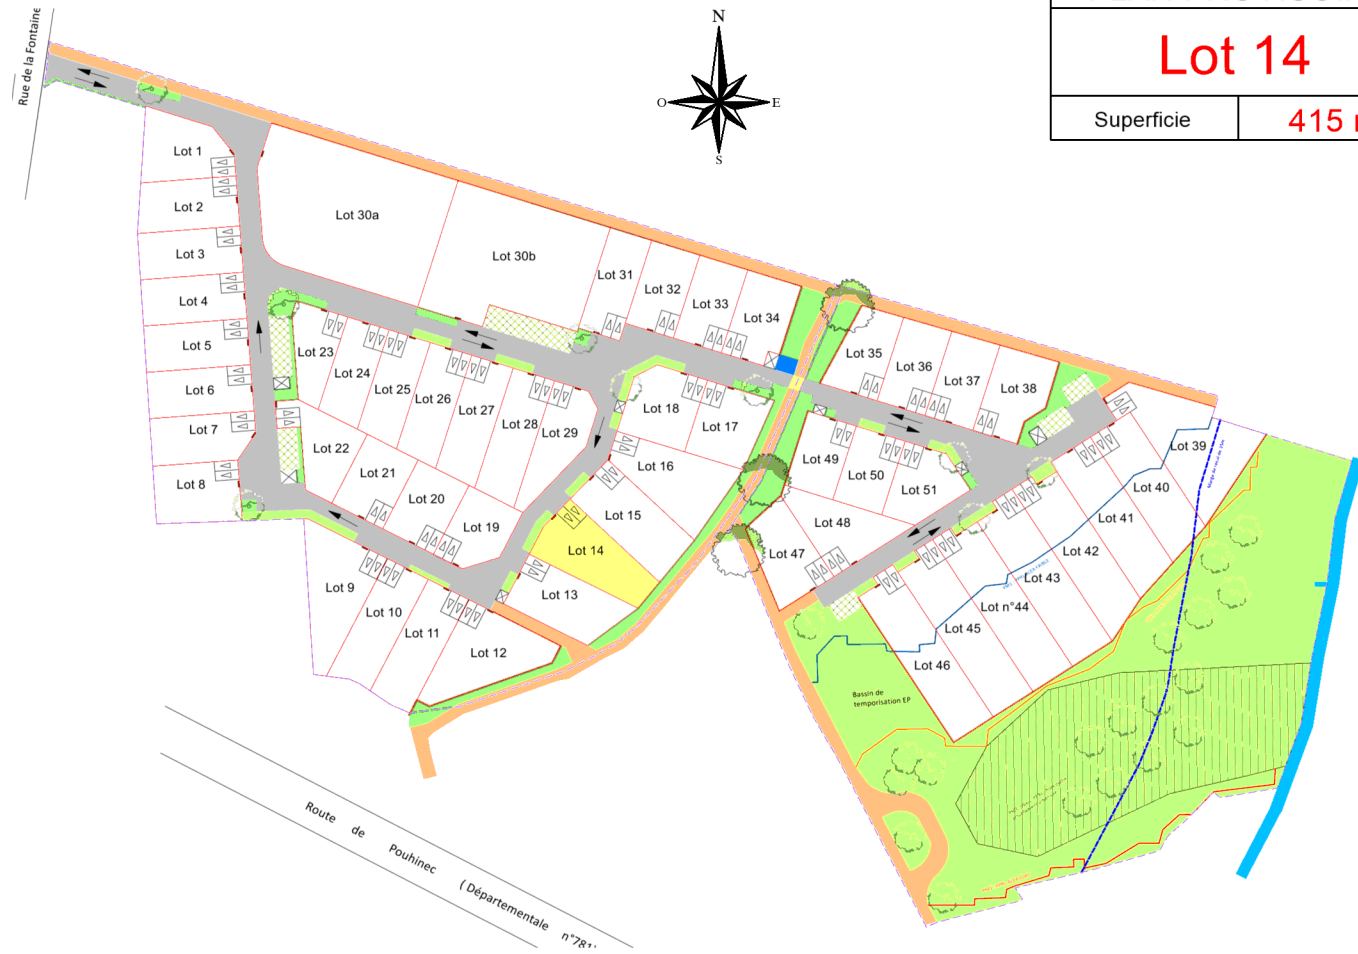 Lot 14
Superficie
415
Rue de la Fontaine
N
O
E
S
Lot 1
Lot 2
Lot 3
Lot 4
Lot 5
Lot 6
Lot 7
Lot 8
Lot 30a
Lot 30b
Lot 31
Lot 32
Lot 33
Lot 34
Lot 35
Lot 36
Lot 37
Lot 38
Lot 39
Lot 40
Lot 41
Lot 42
Lot 43
Lot n°44
Lot 45
Lot 46
Lot 23
Lot 24
Lot 25
Lot 26
Lot 27
Lot 28
Lot 29
Lot 18
Lot 17
Lot 16
Lot 15
Lot 14
Lot 13
Lot 22
Lot 21
Lot 20
Lot 19
Lot 49
Lot 50
Lot 51
Lot 48
Lot 47
Lot 9
Lot 10
Lot 11
Lot 12
Bassin de
temporisation EP
Route de Pouhinec (Départementale n°781